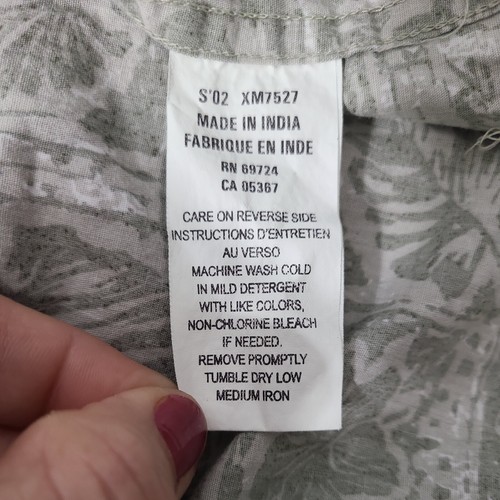 S'02 XM7527
MADE IN INDIA
FABRIQUE EN INDE
RN 69724
CA 05367
CARE ON REVERSE SIDE
INSTRUCTIONS D'ENTRETIEN
AU VERSO
MACHINE WASH COLD
IN MILD DETERGENT
WITH LIKE COLORS,
NON-CHLORINE BLEACH
IF NEEDED.
REMOVE PROMPTLY
TUMBLE DRY LOW
MEDIUM IRON